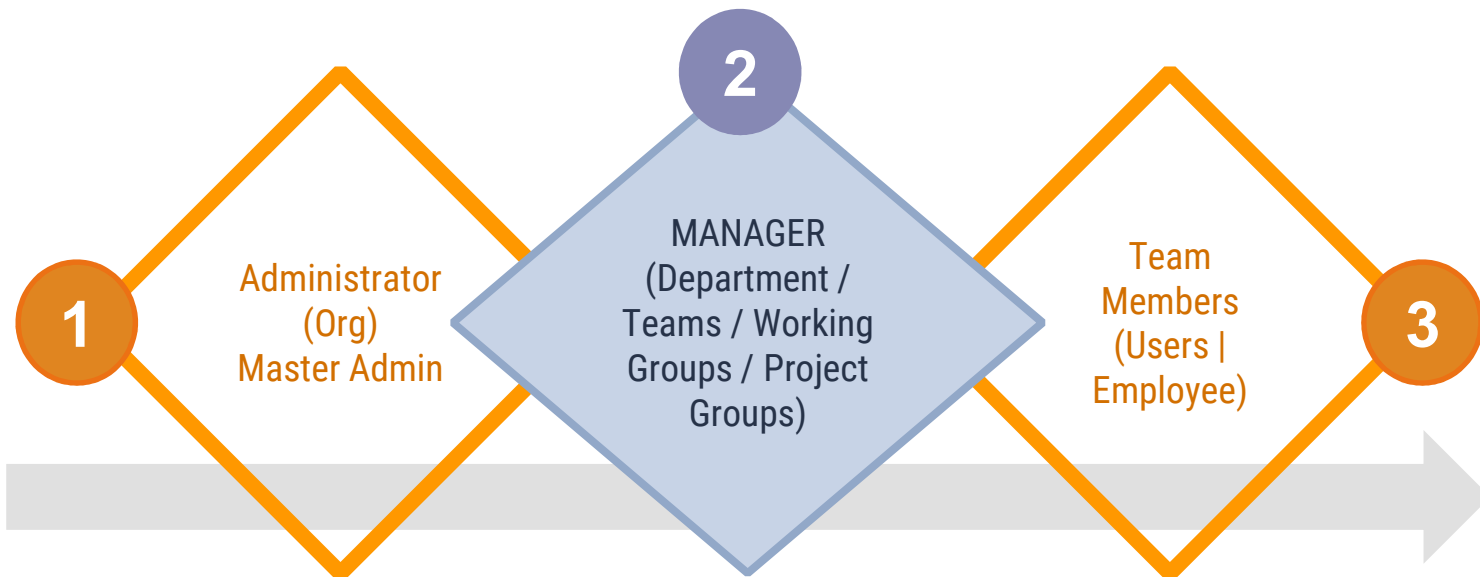 1
Administrator
(Org)
Master Admin
2
MANAGER
(Department /
Teams / Working
Groups / Project
Groups)
Team
Members
(Users |
Employee)
3